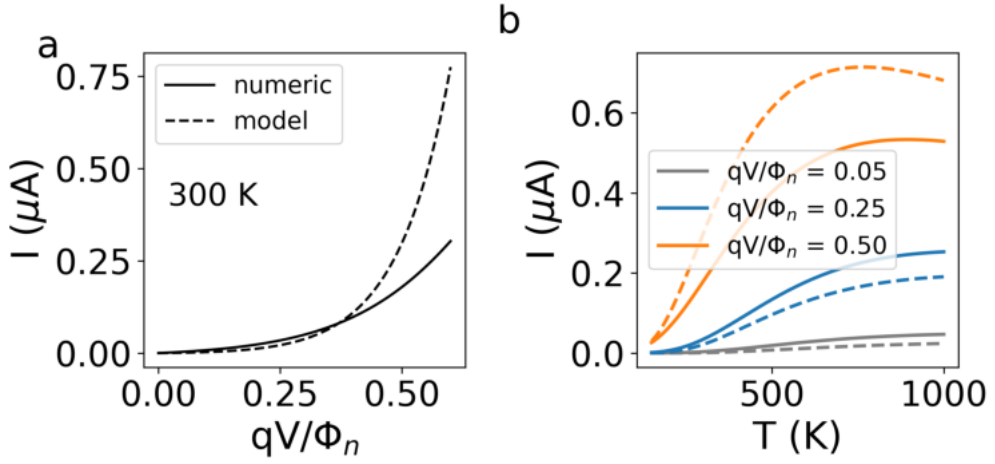 a
0.75
0.50
0.25
0.00
I (μA)
numeric
model
300 K
0.00 0.25 0.50
qV/Φₙ
b
0.6
0.4
0.2
0.0
I (μA)
qV/Φₙ = 0.05
qV/Φₙ = 0.25
qV/Φₙ = 0.50
500 1000
T (K)